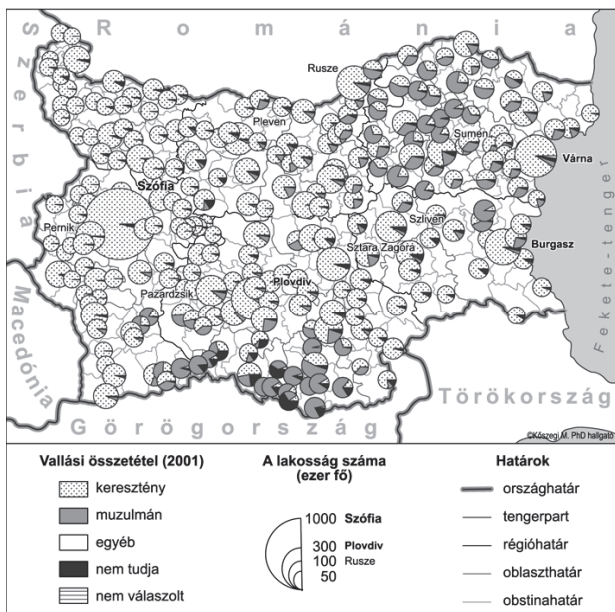 Románia
Szerbia
Rusze
Pleven
Sumen
Várna
Szófia
Pernik
Szliven
Sztara Zagora
Burgasz
Plovdiv
Pazardzsik
Macedónia
Fekete-tenger
Törökország
Görögország
©Kőszegi M. PhD hallgató
Vallási összetétel (2001)
keresztény
muzulmán
egyéb
nem tudja
nem válaszolt
A lakosság száma
(ezer fő)
1000 Szófia
300 Plovdiv
100 Rusze
50
Határok
országhatár
tengerpart
régióhatár
oblaszthatár
obstinahatár